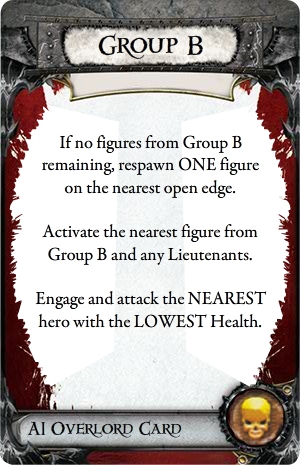 Group B
If no figures from Group B
remaining, respawn ONE figure
on the nearest open edge.
Activate the nearest figure from
Group B and any Lieutenants.
Engage and attack the NEAREST
hero with the LOWEST Health.
AI Overlord Card